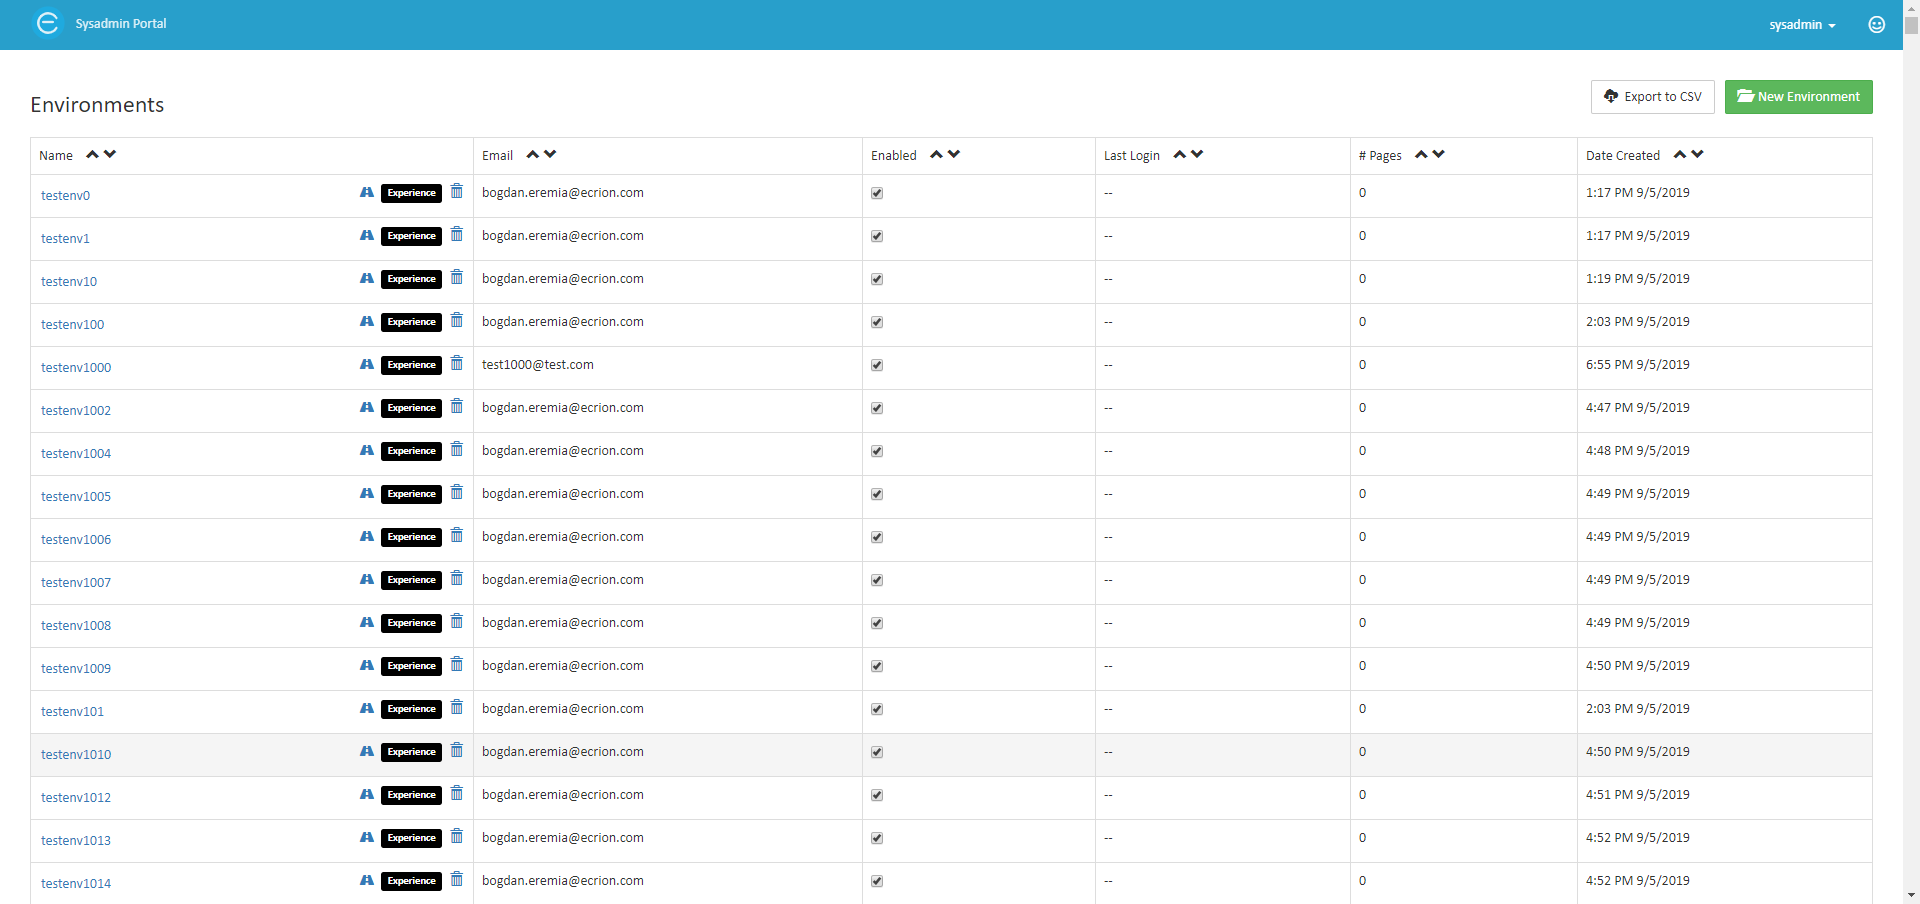 Sysadmin Portal sysadmin
Environments Export to CSV New Environment
Name Email Enabled Last Login # Pages Date Created
testenv0 Experience bogdan.eremia@ecrion.com -- 0 1:17 PM 9/5/2019
testenv1 Experience bogdan.eremia@ecrion.com -- 0 1:17 PM 9/5/2019
testenv10 Experience bogdan.eremia@ecrion.com -- 0 1:19 PM 9/5/2019
testenv100 Experience bogdan.eremia@ecrion.com -- 0 2:03 PM 9/5/2019
testenv1000 Experience test1000@test.com -- 0 6:55 PM 9/5/2019
testenv1002 Experience bogdan.eremia@ecrion.com -- 0 4:47 PM 9/5/2019
testenv1004 Experience bogdan.eremia@ecrion.com -- 0 4:48 PM 9/5/2019
testenv1005 Experience bogdan.eremia@ecrion.com -- 0 4:49 PM 9/5/2019
testenv1006 Experience bogdan.eremia@ecrion.com -- 0 4:49 PM 9/5/2019
testenv1007 Experience bogdan.eremia@ecrion.com -- 0 4:49 PM 9/5/2019
testenv1008 Experience bogdan.eremia@ecrion.com -- 0 4:49 PM 9/5/2019
testenv1009 Experience bogdan.eremia@ecrion.com -- 0 4:50 PM 9/5/2019
testenv101 Experience bogdan.eremia@ecrion.com -- 0 2:03 PM 9/5/2019
testenv1010 Experience bogdan.eremia@ecrion.com -- 0 4:50 PM 9/5/2019
testenv1012 Experience bogdan.eremia@ecrion.com -- 0 4:51 PM 9/5/2019
testenv1013 Experience bogdan.eremia@ecrion.com -- 0 4:52 PM 9/5/2019
testenv1014 Experience bogdan.eremia@ecrion.com -- 0 4:52 PM 9/5/2019